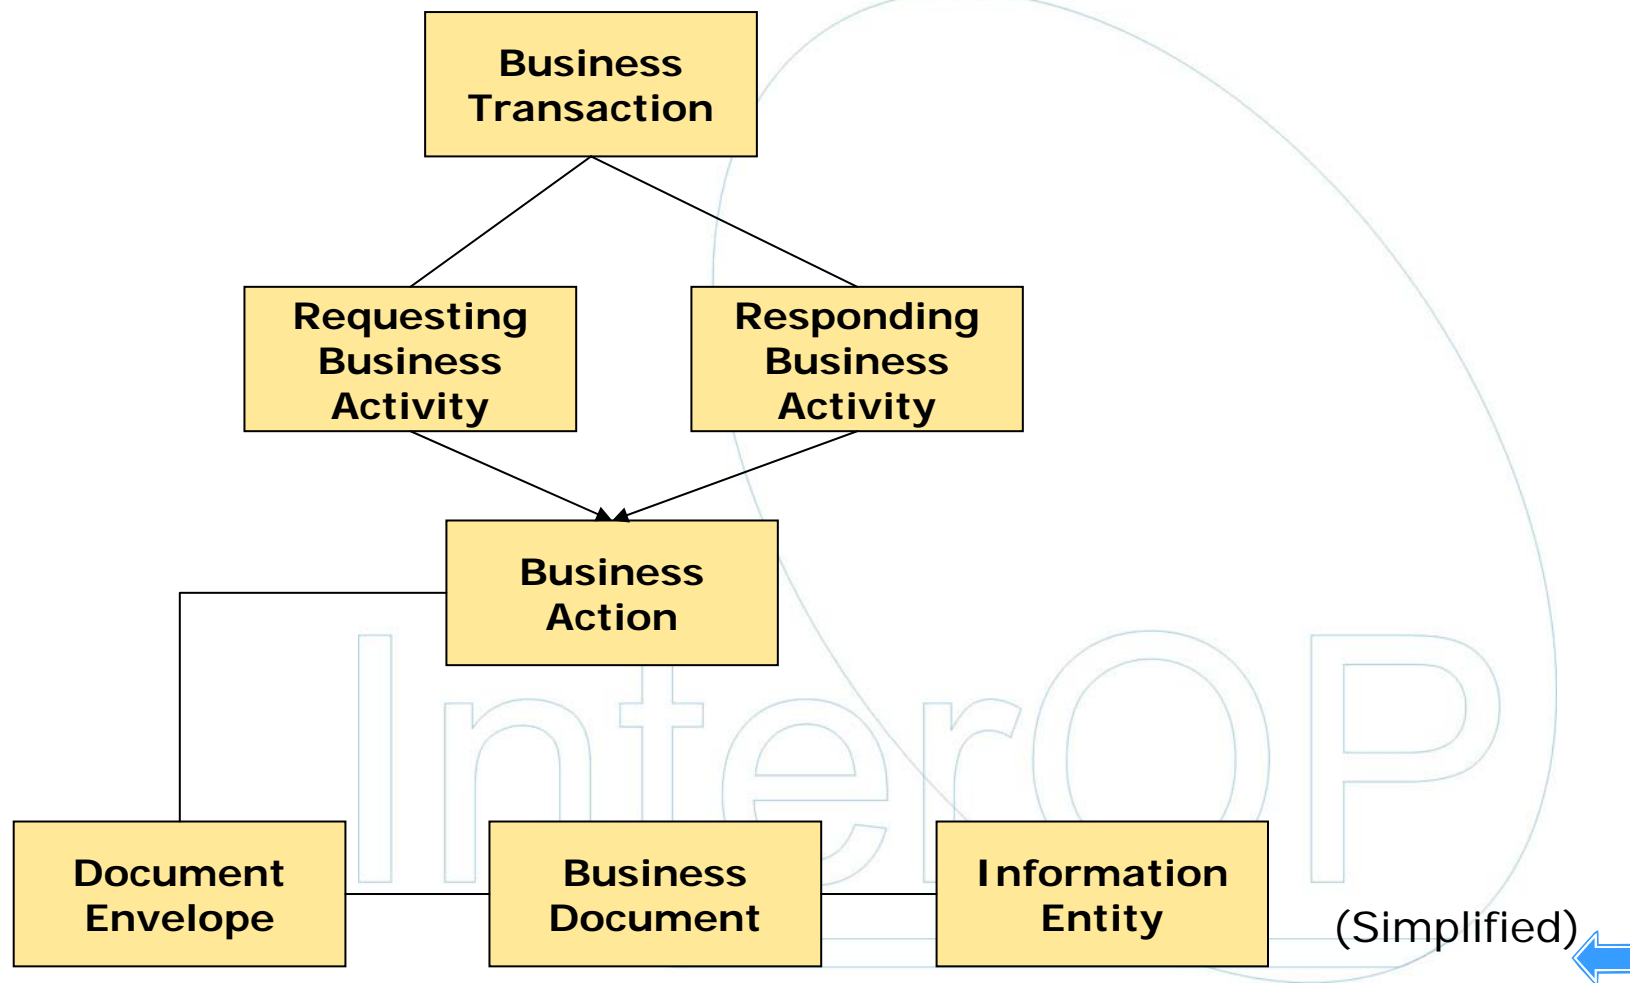 Business
Transaction
Requesting
Business
Activity
Responding
Business
Activity
Business
Action
InterOP
Document
Envelope
Business
Document
Information
Entity
(Simplified)